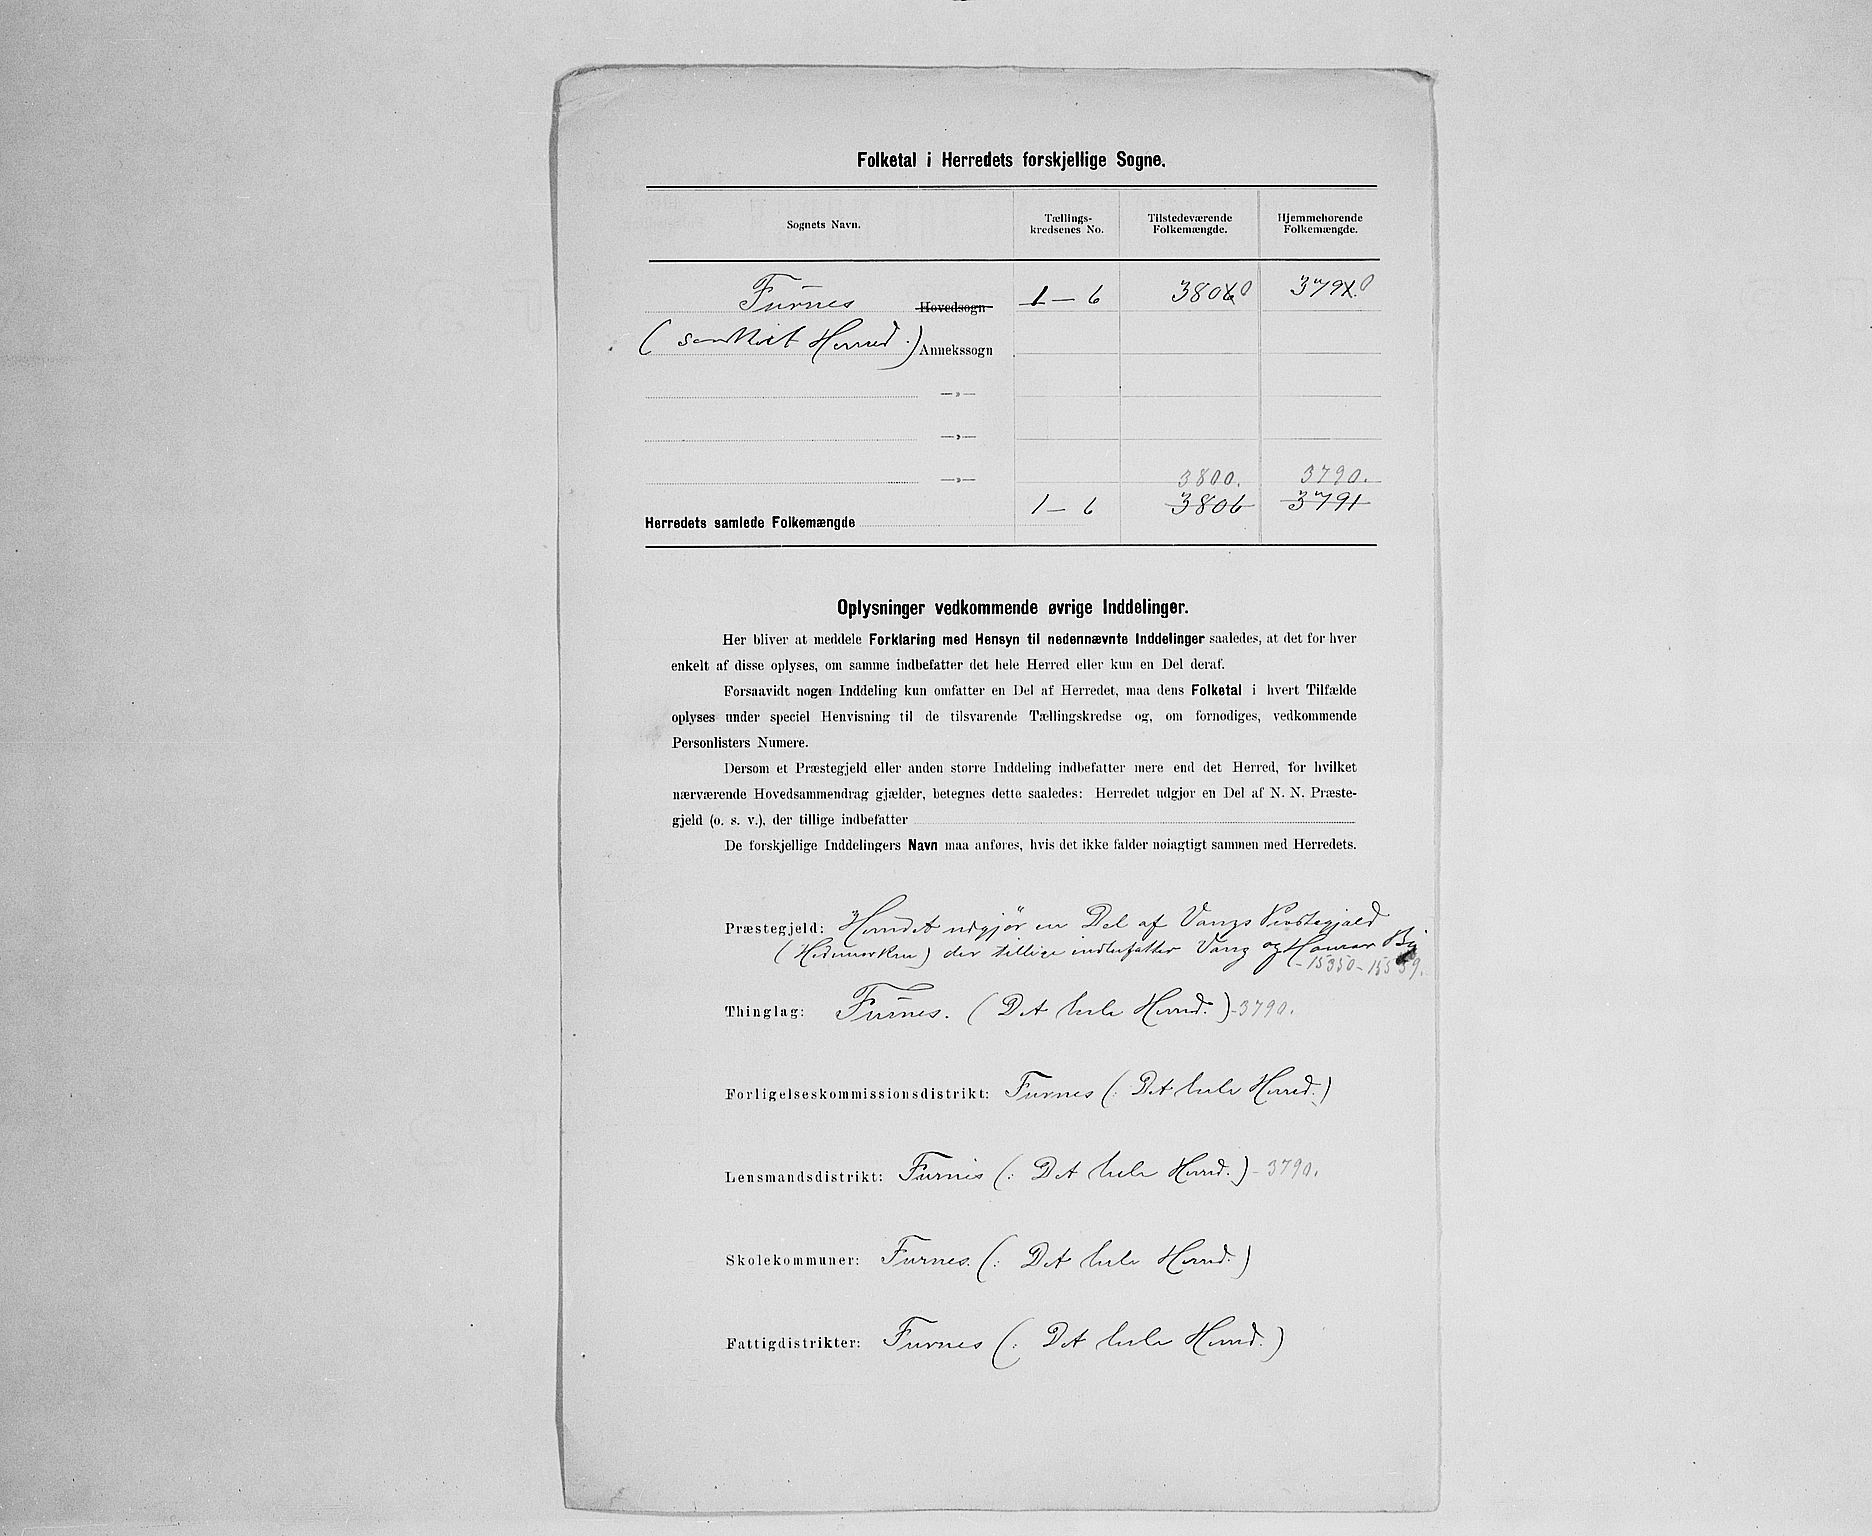 Folketal i Herredets forskjellige Sogne.
Sognets Navn.
Tællings-
kredsenes No.
Tilstedeværende
Folkemængde.
Hjemmehørende
Folkemængde.
Furnes Hovedsogn 1 – 6 3806 0 3791 0
( samtlict Herred. ) Annekssogn
—»—
—»—
—»— 3800. 3790.
Herredets samlede Folkemængde 1 – 6 3806 3791
Oplysninger vedkommende øvrige Inddelinger.
Her bliver at meddele Forklaring med Hensyn til nedennævnte Inddelinger saaledes, at det for hver
enkelt af disse oplyses, om samme indbefatter det hele Herred eller kun en Del deraf.
Forsaavidt nogen Inddeling kun omfatter en Del af Herredet, maa dens Folketal i hvert Tilfælde
oplyses under speciel Henvisning til de tilsvarende Tællingskredse og, om fornødiges, vedkommende
Personlisters Numere.
Dersom et Præstegjeld eller anden større Inddeling indbefatter mere end det Herred, for hvilket
nærværende Hovedsammendrag gjælder, betegnes dette saaledes: Herredet udgjør en Del af N. N. Præste-
gjeld (o. s. v.), der tillige indbefatter
De forskjellige Inddelingers Navn maa anføres, hvis det ikke falder nøiagtigt sammen med Herredets.
Præstegjeld: Herredet udgjør en Del af Vangs Præstegjæld
(Hedemarken) der tillige indbefatter Vang og Hamar By
- 15350 - 15559.
Thinglag: Furnes. ( Det hele Herred. ) - 3790.
Forligelseskommissionsdistrikt: Furnes (: Det hele Herred. )
Lensmandsdistrikt: Furnes (: Det hele Herred. ) - 3790.
Skolekommuner: Furnes. (: Det hele Herred. )
Fattigdistrikter: Furnes (: Det hele Herred. )